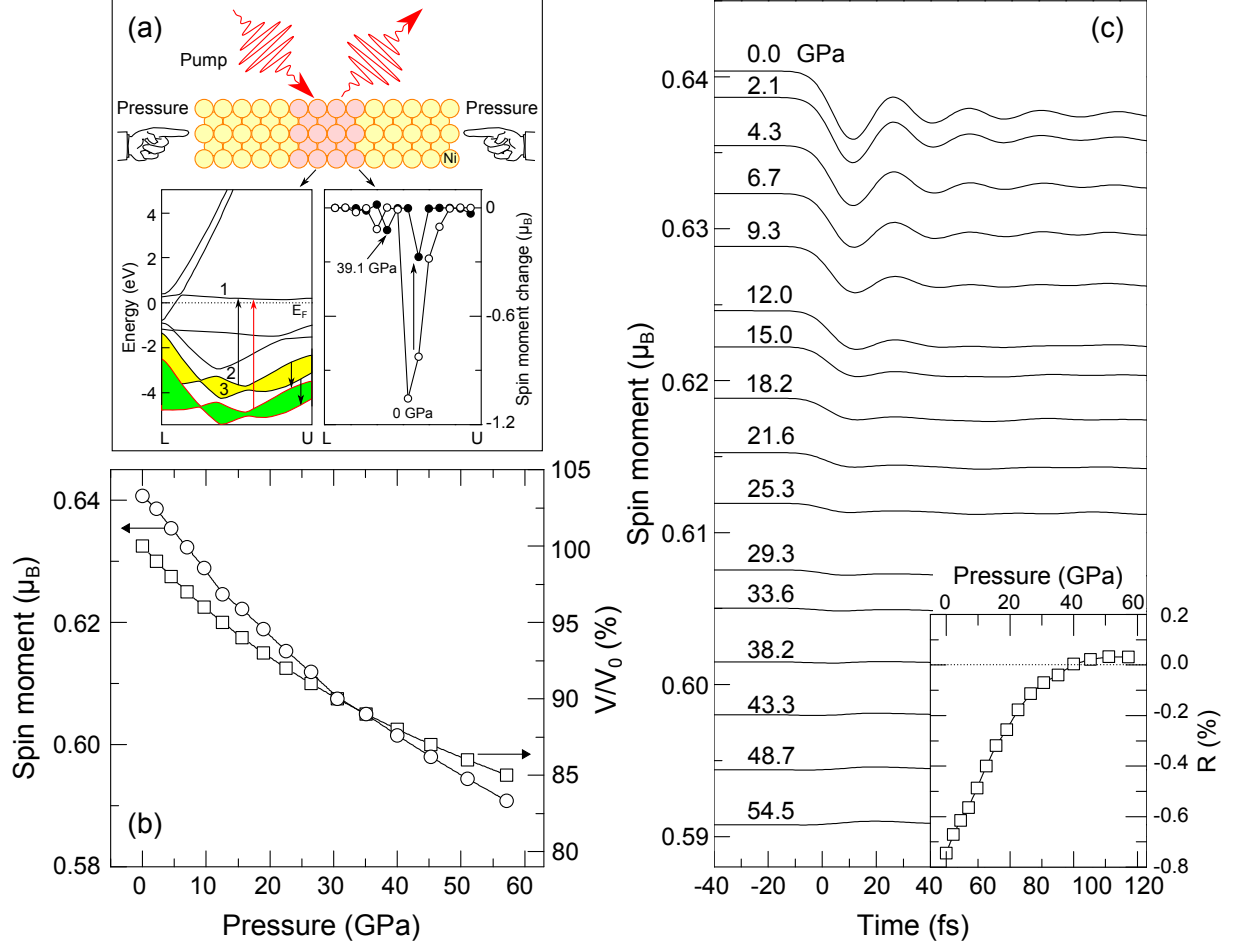 (a)
Pump
Pressure
Pressure
Ni
4
2
0
-2
-4
Energy (eV)
1
2
3
E_F
L
U
39.1 GPa
0 GPa
0
-0.6
-1.2
Spin moment change (μ_B)
L
U
(b)
0.64
0.62
0.60
0.58
Spin moment (μ_B)
105
100
95
90
85
80
V/V_0 (%)
0
10
20
30
40
50
60
Pressure (GPa)
(c)
0.0 GPa
2.1
4.3
6.7
9.3
12.0
15.0
18.2
21.6
25.3
29.3
33.6
38.2
43.3
48.7
54.5
0.64
0.63
0.62
0.61
0.60
0.59
Spin moment (μ_B)
-40
-20
0
20
40
60
80
100
120
Time (fs)
Pressure (GPa)
0
20
40
60
0.2
0.0
-0.2
-0.4
-0.6
-0.8
R (%)